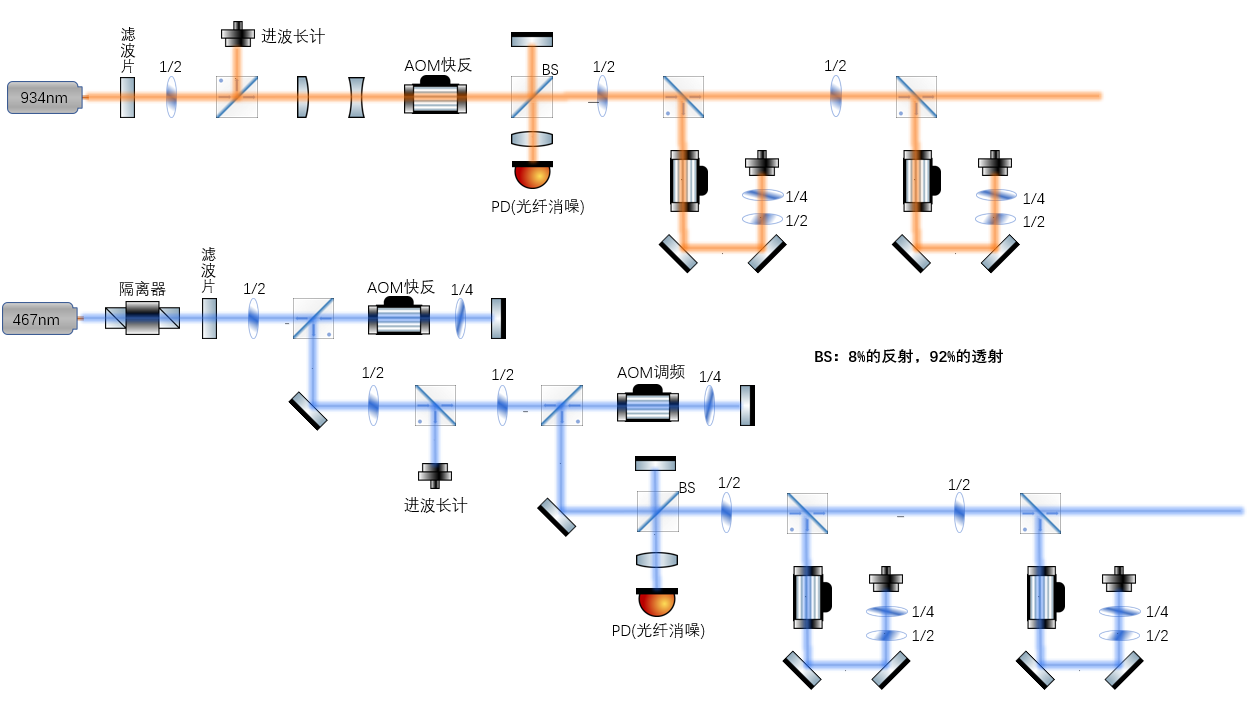 滤波片
进波长计
1/2
AOM快反
BS
1/2
1/2
934nm
1/4
1/2
1/4
1/2
PD(光纤消噪)
滤波片
隔离器
1/2
AOM快反
1/4
467nm
BS：8%的反射，92%的透射
1/2
1/2
AOM调频
1/4
进波长计
BS
1/2
1/2
1/4
1/2
1/4
1/2
PD(光纤消噪)